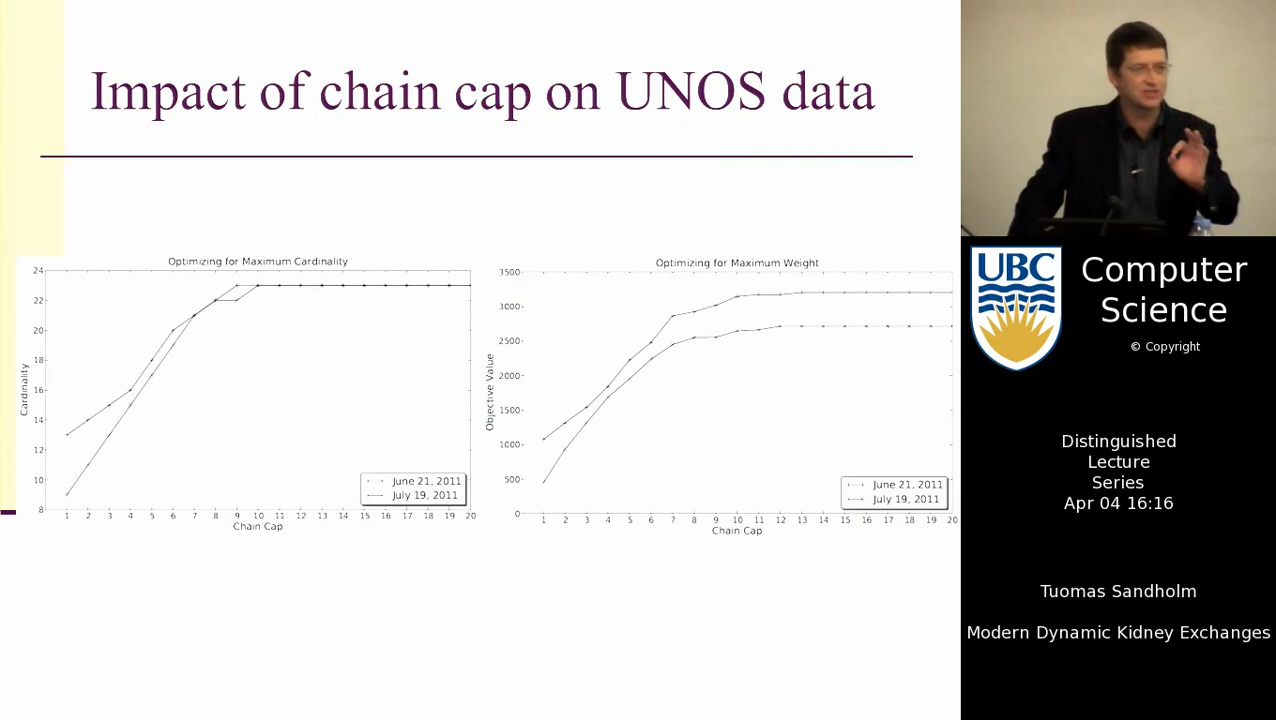 Impact of chain cap on UNOS data
Optimizing for Maximum Cardinality
24
22
20
18
16
14
12
10
8
Cardinality
1 2 3 4 5 6 7 8 9 10 11 12 13 14 15 16 17 18 19 20
Chain Cap
June 21, 2011
July 19, 2011
Optimizing for Maximum Weight
3500
3000
2500
2000
1500
1000
500
0
Objective Value
1 2 3 4 5 6 7 8 9 10 11 12 13 14 15 16 17 18 19 20
Chain Cap
June 21, 2011
July 19, 2011
UBC
Computer
Science
© Copyright
Distinguished
Lecture
Series
Apr 04 16:16
Tuomas Sandholm
Modern Dynamic Kidney Exchanges